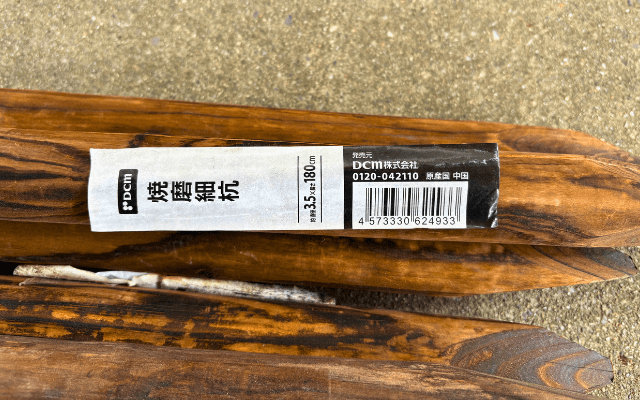 DCM
焼磨細杭
約直径3.5×長さ180cm
発売元
DCM株式会社
0120-042110 原産国 中国
4 573330 624933